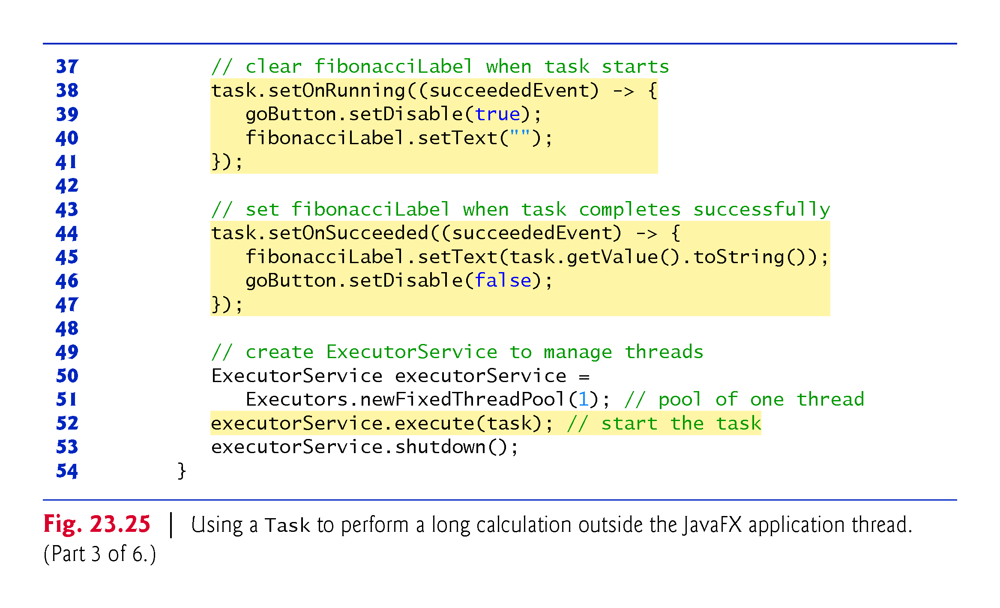 37 // clear fibonacciLabel when task starts
38 task.setOnRunning((succeededEvent) -> {
39    goButton.setDisable(true);
40    fibonacciLabel.setText("");
41 });
42
43 // set fibonacciLabel when task completes successfully
44 task.setOnSucceeded((succeededEvent) -> {
45    fibonacciLabel.setText(task.getValue().toString());
46    goButton.setDisable(false);
47 });
48
49 // create ExecutorService to manage threads
50 ExecutorService executorService =
51    Executors.newFixedThreadPool(1); // pool of one thread
52 executorService.execute(task); // start the task
53 executorService.shutdown();
54 }
Fig. 23.25 | Using a Task to perform a long calculation outside the JavaFX application thread.
(Part 3 of 6.)